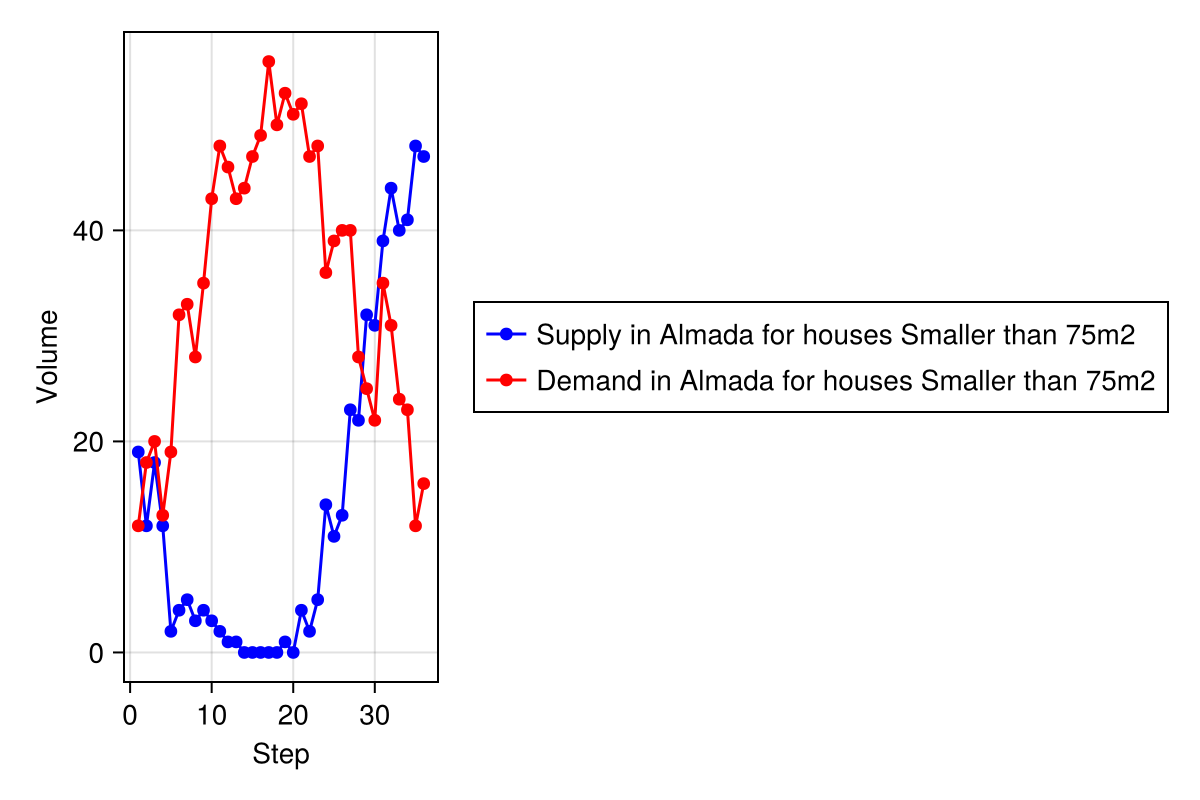 Volume
40
20
0
0 10 20 30
Step
Supply in Almada for houses Smaller than 75m2
Demand in Almada for houses Smaller than 75m2